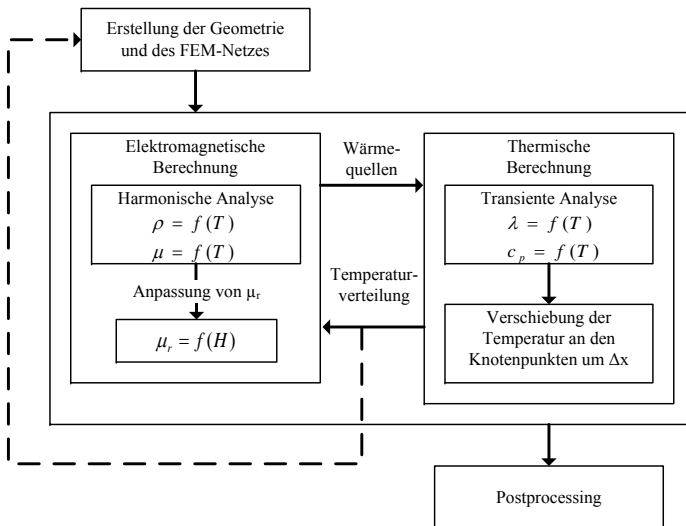 Erstellung der Geometrie
und des FEM-Netzes
Elektromagnetische
Berechnung
Harmonische Analyse
ρ = f(T)
μ = f(T)
Anpassung von μr
μr = f(H)
Wärme-
quellen
Temperatur-
verteilung
Thermische
Berechnung
Transiente Analyse
λ = f(T)
cp = f(T)
Verschiebung der
Temperatur an den
Knotenpunkten um Δx
Postprocessing